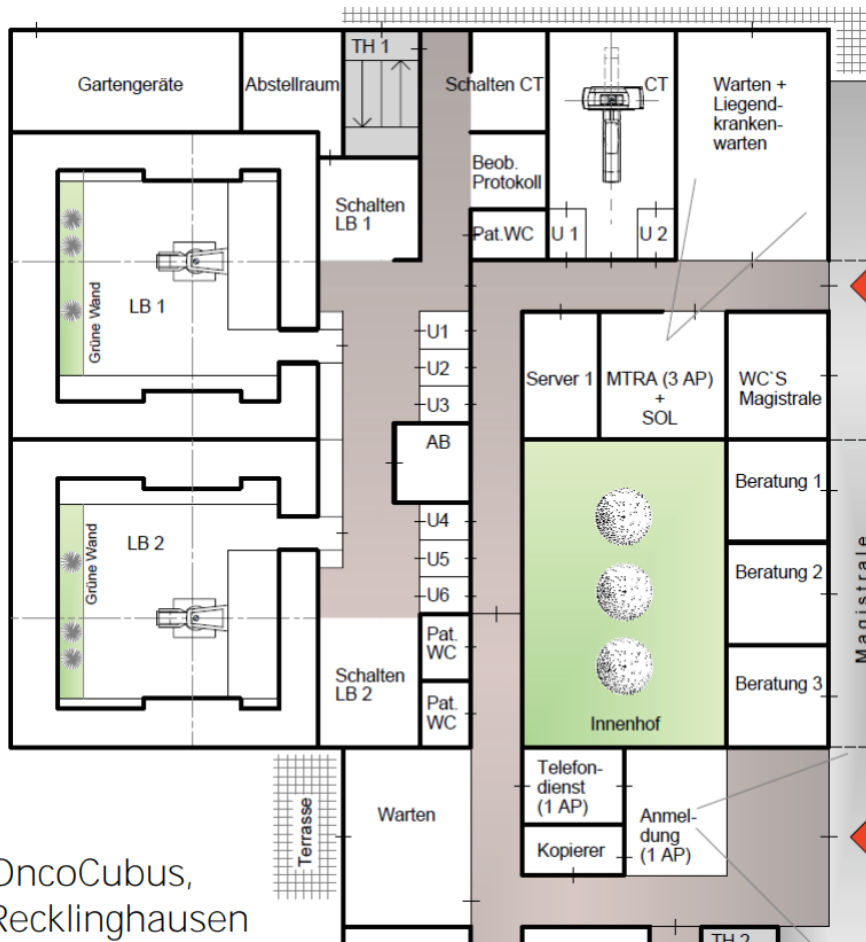 TH 1
Gartengeräte
Abstellraum
Schalten CT
CT
Warten +
Liegend-
kranken-
warten
Beob.
Protokoll
Schalten
LB 1
Pat.WC
U 1
U 2
Grüne Wand
LB 1
U1
U2
U3
Server 1
MTRA (3 AP)
+
SOL
WC`S
Magistrale
AB
Beratung 1
Grüne Wand
LB 2
U4
U5
U6
Beratung 2
Magistrale
Pat.
WC
Schalten
LB 2
Pat.
WC
Beratung 3
Innenhof
Telefon-
dienst
(1 AP)
Terrasse
Warten
Anmel-
dung
(1 AP)
Kopierer
OncoCubus,
Recklinghausen
TH 2